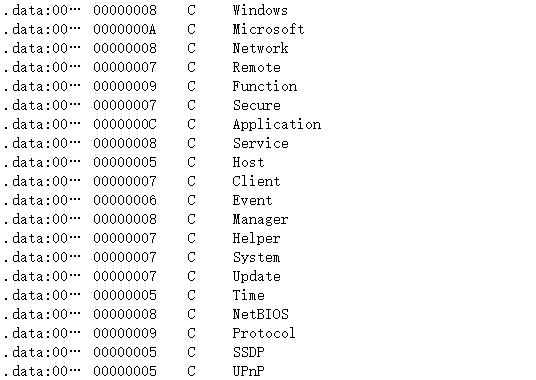 .data:00… 00000008 C Windows
.data:00… 0000000A C Microsoft
.data:00… 00000008 C Network
.data:00… 00000007 C Remote
.data:00… 00000009 C Function
.data:00… 00000007 C Secure
.data:00… 0000000C C Application
.data:00… 00000008 C Service
.data:00… 00000005 C Host
.data:00… 00000007 C Client
.data:00… 00000006 C Event
.data:00… 00000008 C Manager
.data:00… 00000007 C Helper
.data:00… 00000007 C System
.data:00… 00000007 C Update
.data:00… 00000005 C Time
.data:00… 00000008 C NetBIOS
.data:00… 00000009 C Protocol
.data:00… 00000005 C SSDP
.data:00… 00000005 C UPnP